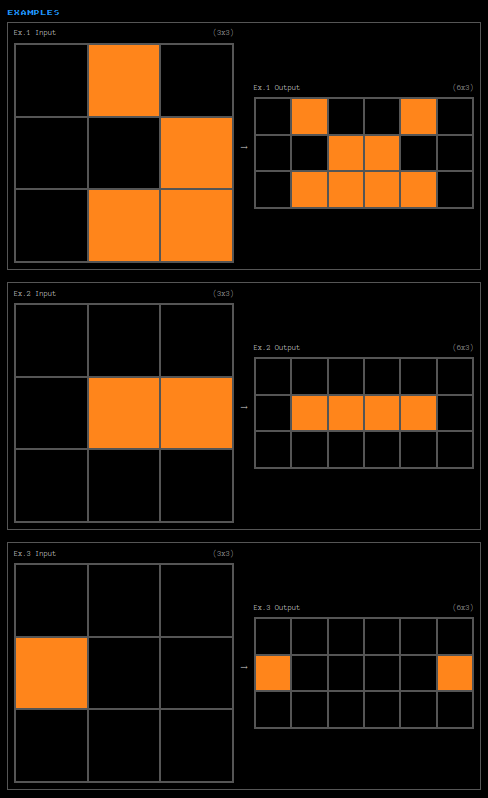 EXAMPLES
Ex.1 Input (3x3)
Ex.1 Output (6x3)
→
Ex.2 Input (3x3)
Ex.2 Output (6x3)
→
Ex.3 Input (3x3)
Ex.3 Output (6x3)
→